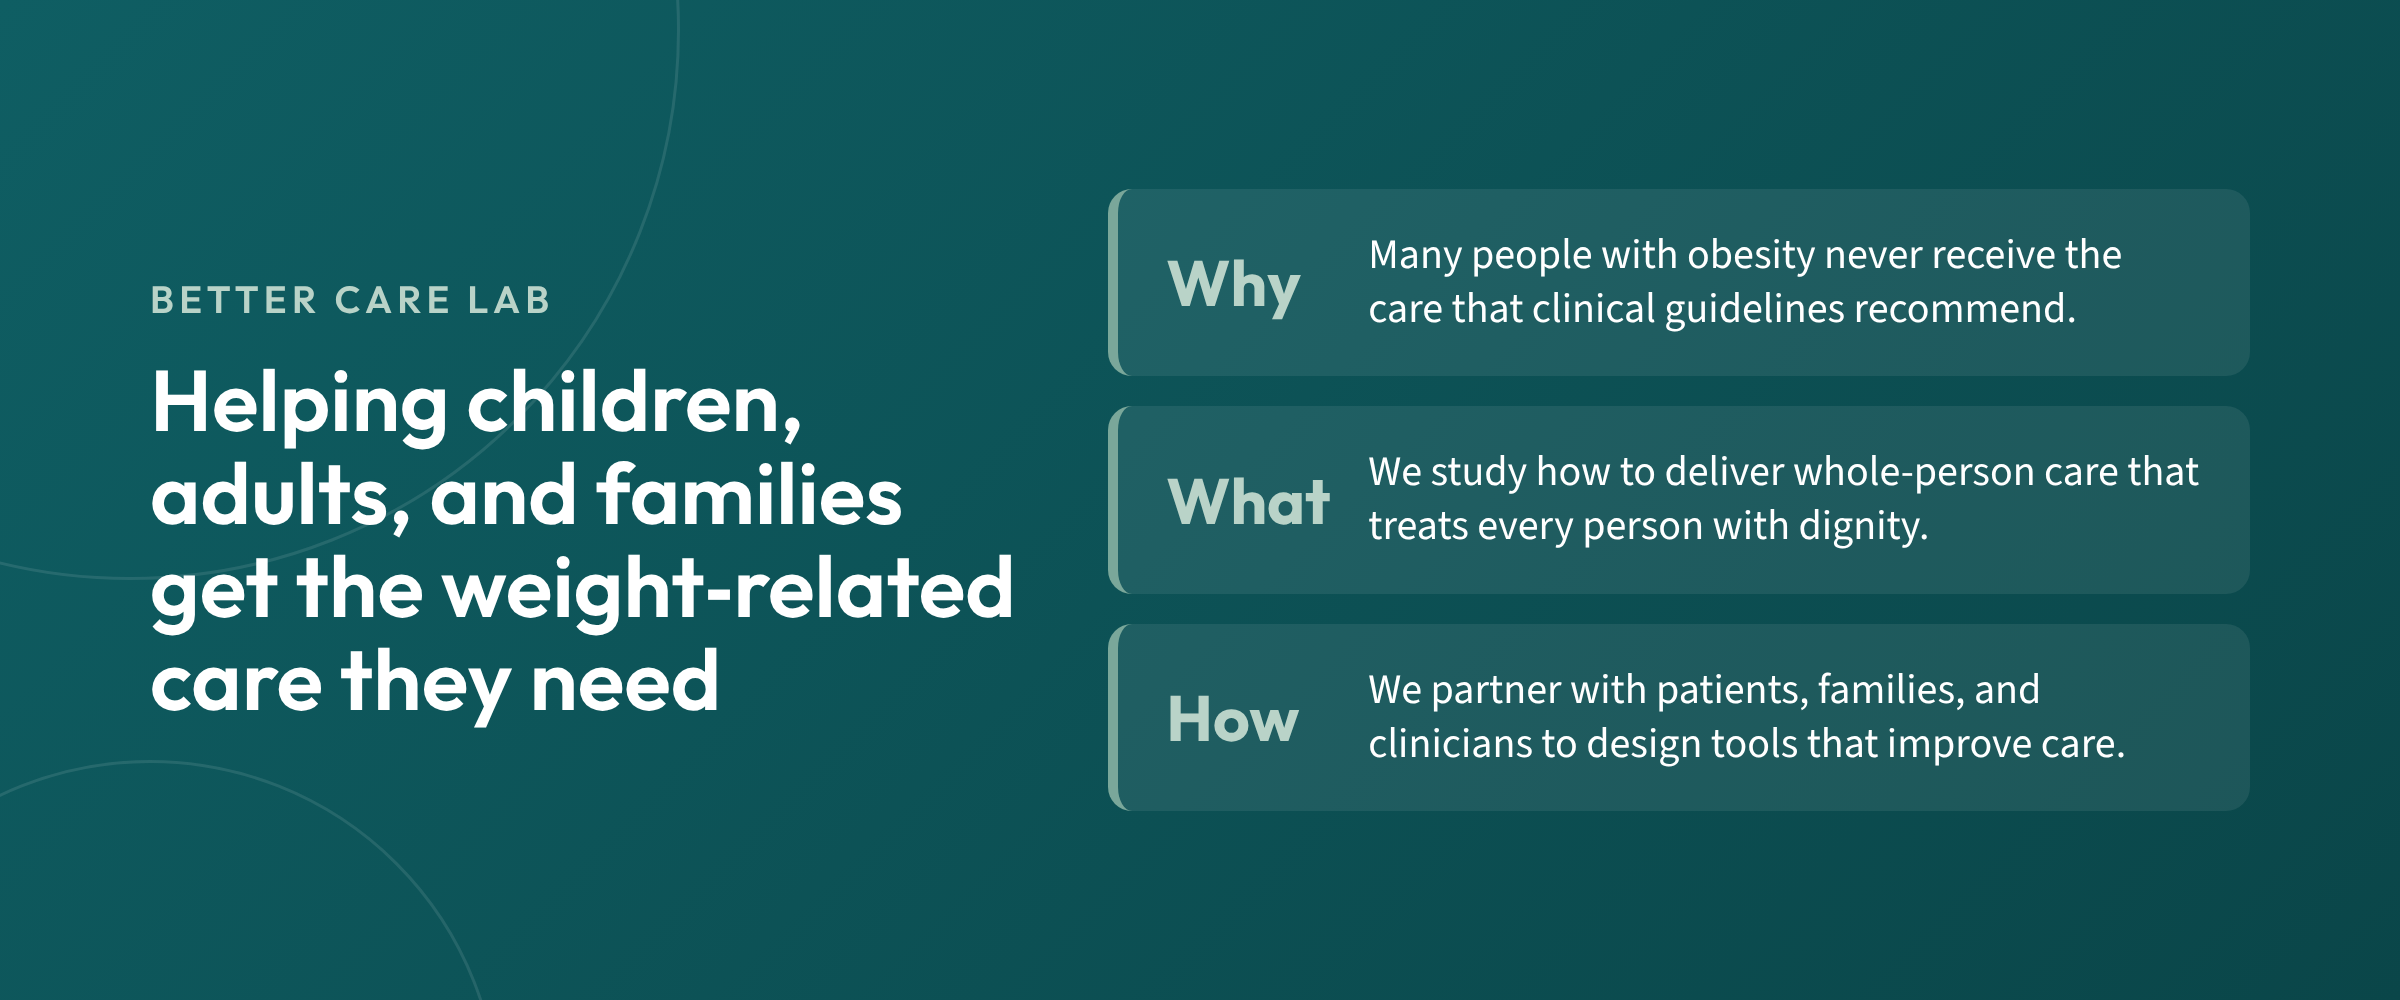 BETTER CARE LAB
Helping children,
adults, and families
get the weight-related
care they need
Why
Many people with obesity never receive the
care that clinical guidelines recommend.
What
We study how to deliver whole-person care that
treats every person with dignity.
How
We partner with patients, families, and
clinicians to design tools that improve care.